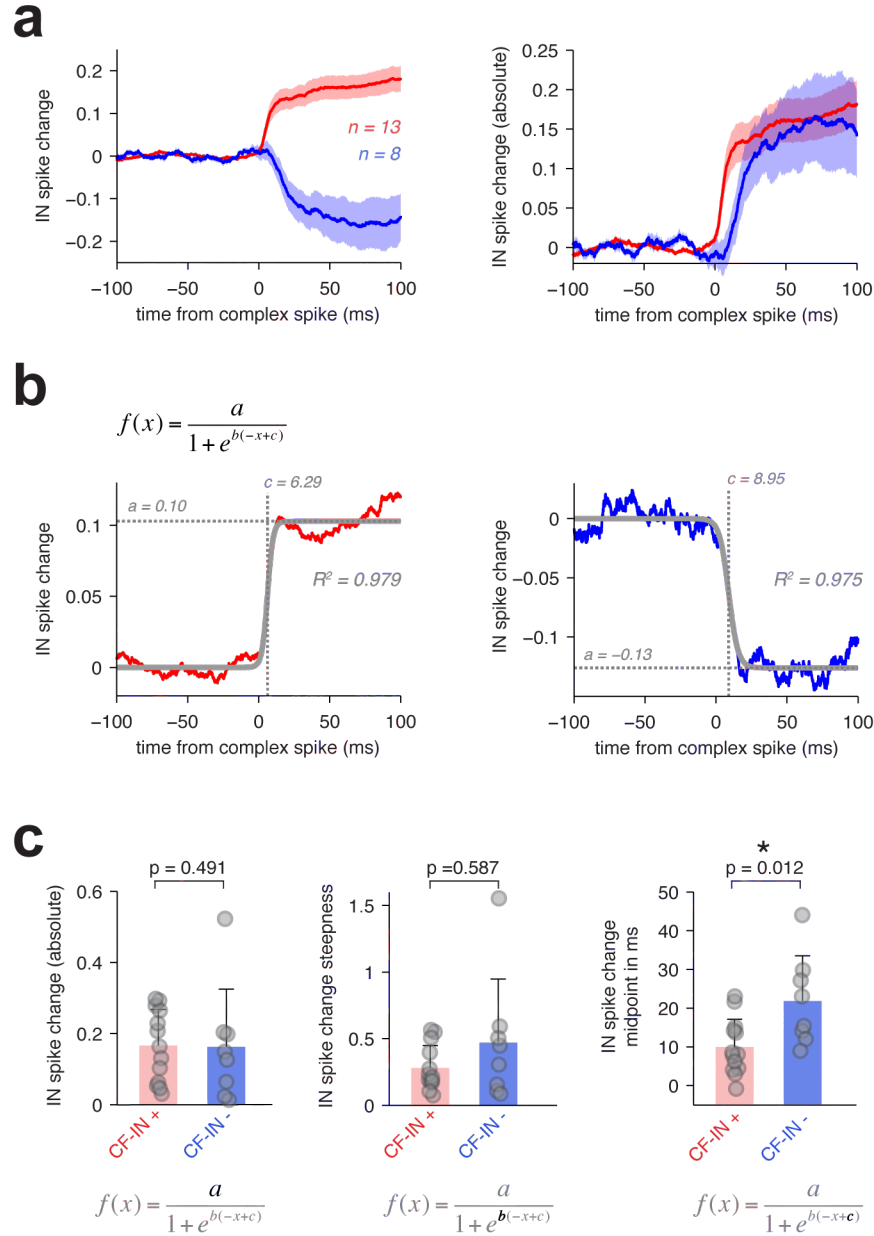 a
IN spike change
0.2
0.1
0
−0.1
−0.2
n = 13
n = 8
−100
−50
0
50
100
time from complex spike (ms)
IN spike change (absolute)
0.25
0.2
0.15
0.1
0.05
0
−100
−50
0
50
100
time from complex spike (ms)
b
f(x) = a / 1 + e^{b(−x+c)}
c = 6.29
a = 0.10
R² = 0.979
IN spike change
0.1
0.05
0
−100
−50
0
50
100
time from complex spike (ms)
c = 8.95
R² = 0.975
a = −0.13
IN spike change
0
−0.05
−0.1
−100
−50
0
50
100
time from complex spike (ms)
c
p = 0.491
IN spike change (absolute)
0.6
0.4
0.2
0
CF-IN +
CF-IN -
f(x) = a / 1 + e^{b(−x+c)}
p =0.587
IN spike change steepness
1.5
1
0.5
0
CF-IN +
CF-IN -
f(x) = a / 1 + e^{b(−x+c)}
*
p = 0.012
IN spike change
midpoint in ms
50
40
30
20
10
0
CF-IN +
CF-IN -
f(x) = a / 1 + e^{b(−x+c)}